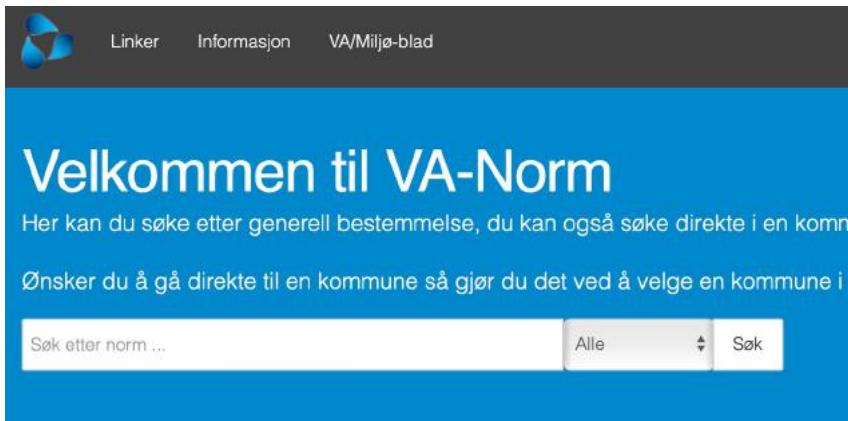 Linker Informasjon VA/Miljø-blad
Velkommen til VA-Norm
Her kan du søke etter generell bestemmelse, du kan også søke direkte i en
Ønsker du å gå direkte til en kommune så gjør du det ved å velge en kommune i
Søk etter norm ... Alle Søk